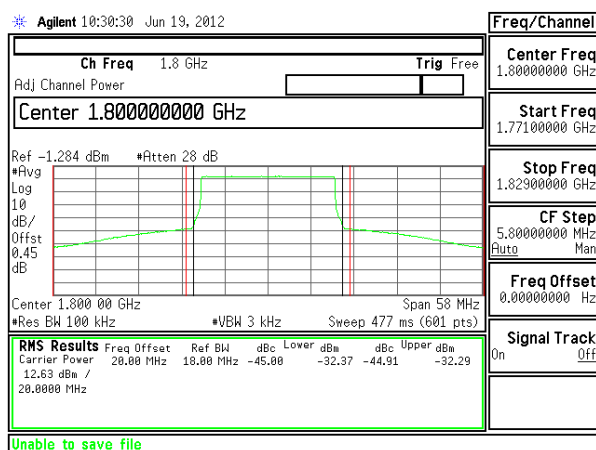 Agilent 10:30:30 Jun 19, 2012
Freq/Channel
Ch Freq 1.8 GHz Trig Free
Adj Channel Power
Center 1.800000000 GHz
Ref -1.284 dBm #Atten 28 dB
#Avg
Log
10
dB/
Offst
0.45
dB
Center 1.800 00 GHz Span 58 MHz
#Res BW 100 kHz #VBW 3 kHz Sweep 477 ms (601 pts)
RMS Results Freq Offset Ref BW dBc Lower dBm dBc Upper dBm
Carrier Power 20.00 MHz 18.00 MHz -45.00 -32.37 -44.91 -32.29
12.63 dBm /
20.0000 MHz
Unable to save file
Center Freq
1.80000000 GHz
Start Freq
1.77100000 GHz
Stop Freq
1.82900000 GHz
CF Step
5.80000000 MHz
Auto Man
Freq Offset
0.00000000 Hz
Signal Track
On Off